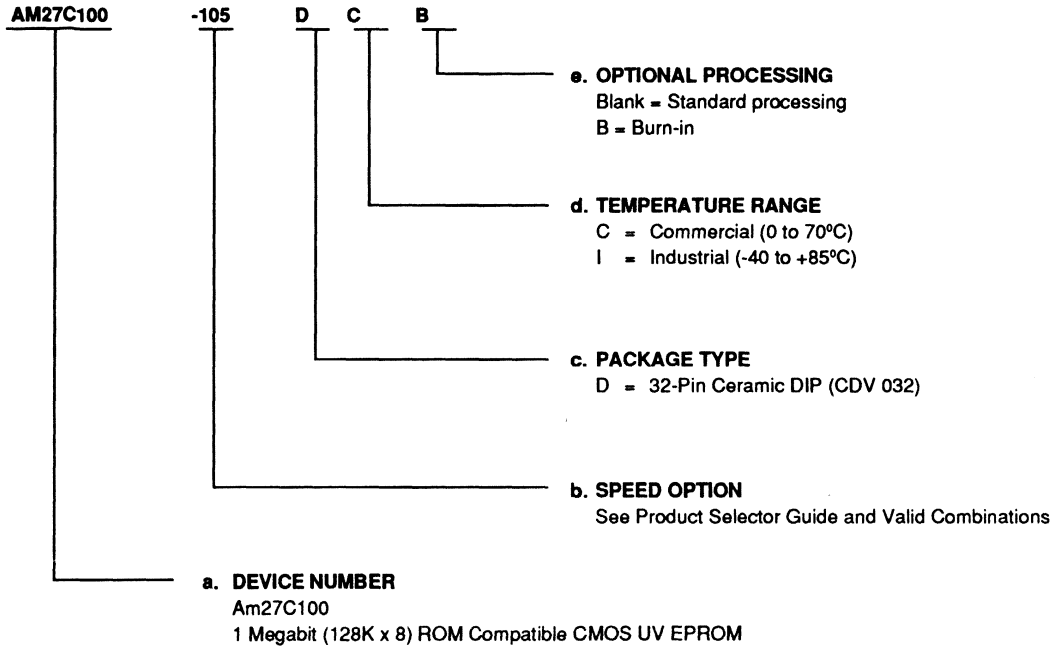 AM27C100 -105 D C B
e. OPTIONAL PROCESSING
Blank = Standard processing
B = Burn-in
d. TEMPERATURE RANGE
C = Commercial (0 to 70ºC)
I = Industrial (-40 to +85ºC)
c. PACKAGE TYPE
D = 32-Pin Ceramic DIP (CDV 032)
b. SPEED OPTION
See Product Selector Guide and Valid Combinations
a. DEVICE NUMBER
Am27C100
1 Megabit (128K x 8) ROM Compatible CMOS UV EPROM